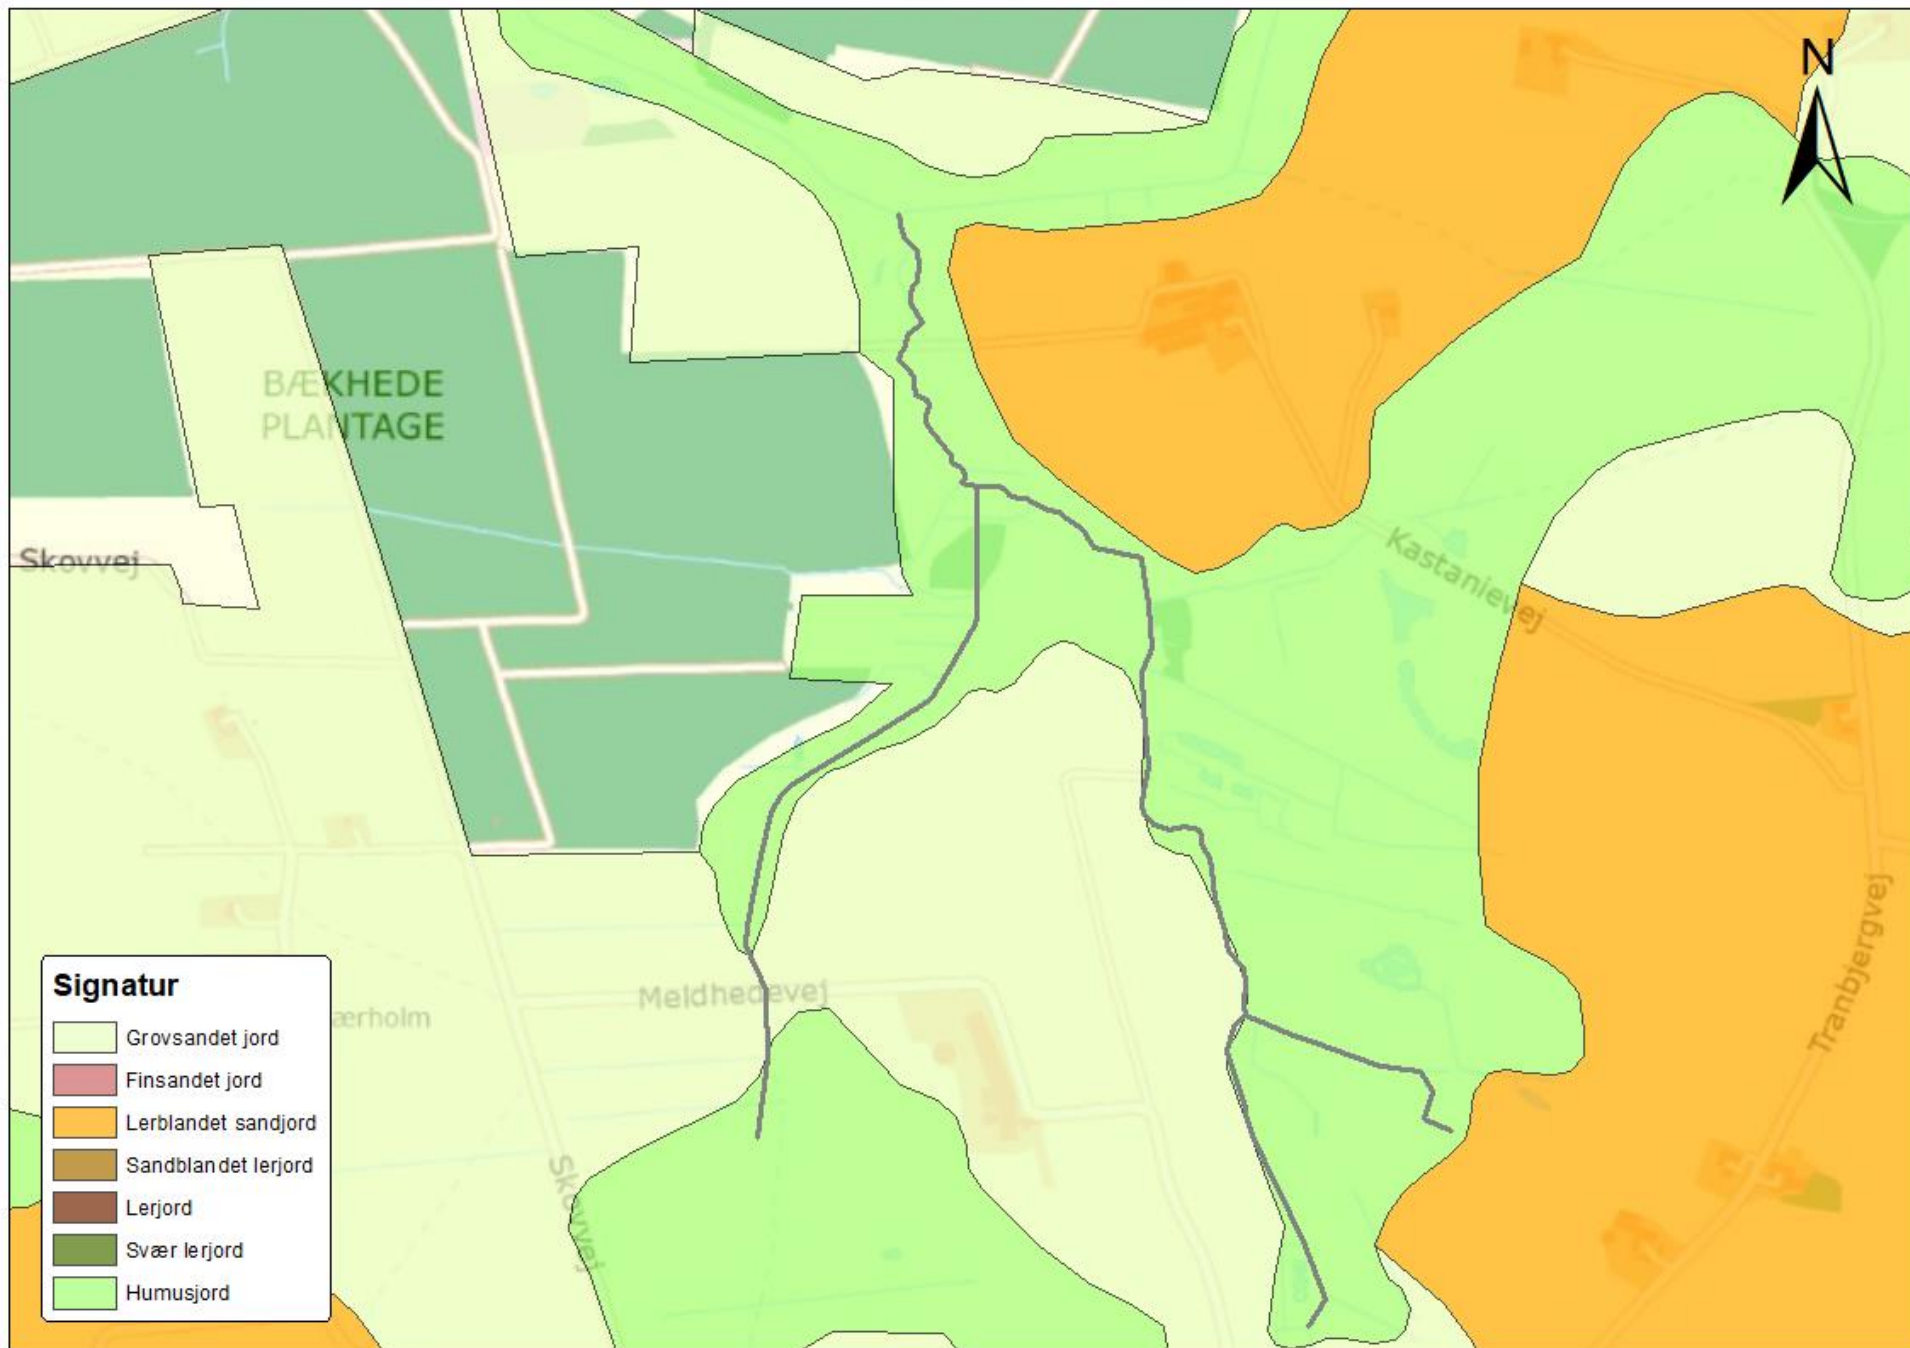 N
BÆKHEDE
PLANTAGE
Skovvej
Kastanievej
Tranbjergvej
Meldhedevej
ærholm
Skovvej
Signatur
Grovsandet jord
Finsandet jord
Lerblandet sandjord
Sandblandet lerjord
Lerjord
Svær lerjord
Humusjord